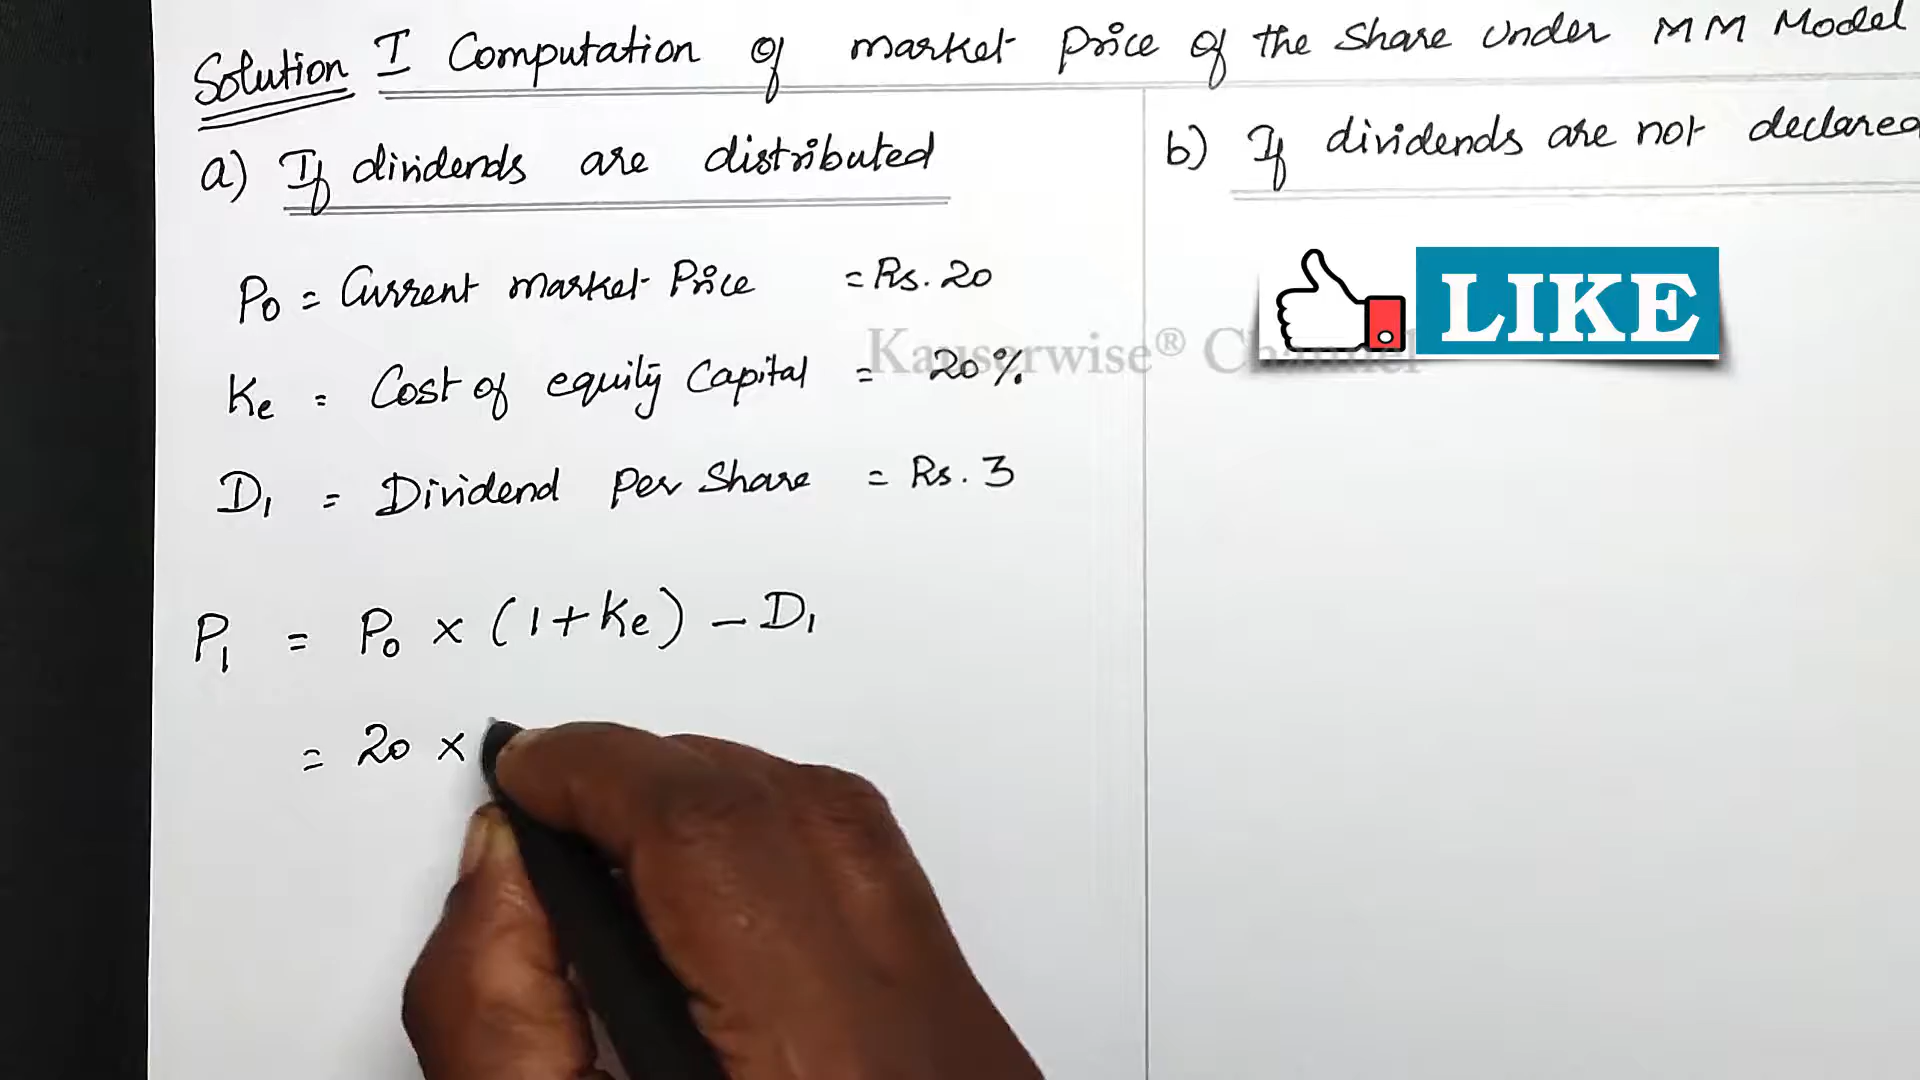 Solution I Computation of market price of the share under MM Model
a) If dividends are distributed
P0 = Current market Price = Rs. 20
Ke = Cost of equity Capital = 20%
D1 = Dividend Per Share = Rs. 3
P1 = P0 × (1+Ke) - D1
= 20 ×
b) If dividends are not declared
LIKE
Kauserwise® Channel